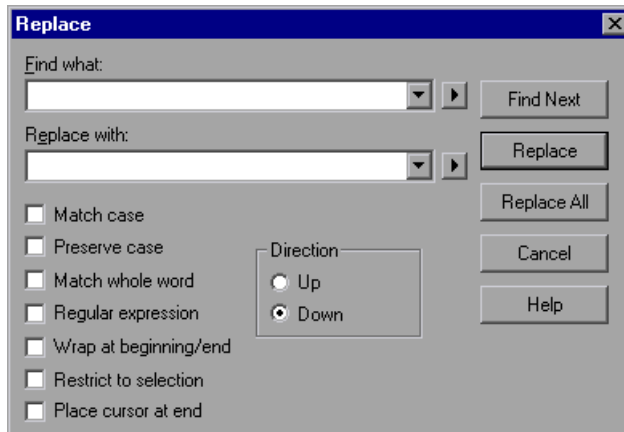 Replace
Find what:
Find Next
Replace with:
Replace
Replace All
Match case
Preserve case
Match whole word
Regular expression
Wrap at beginning/end
Restrict to selection
Place cursor at end
Direction
Up
Down
Cancel
Help